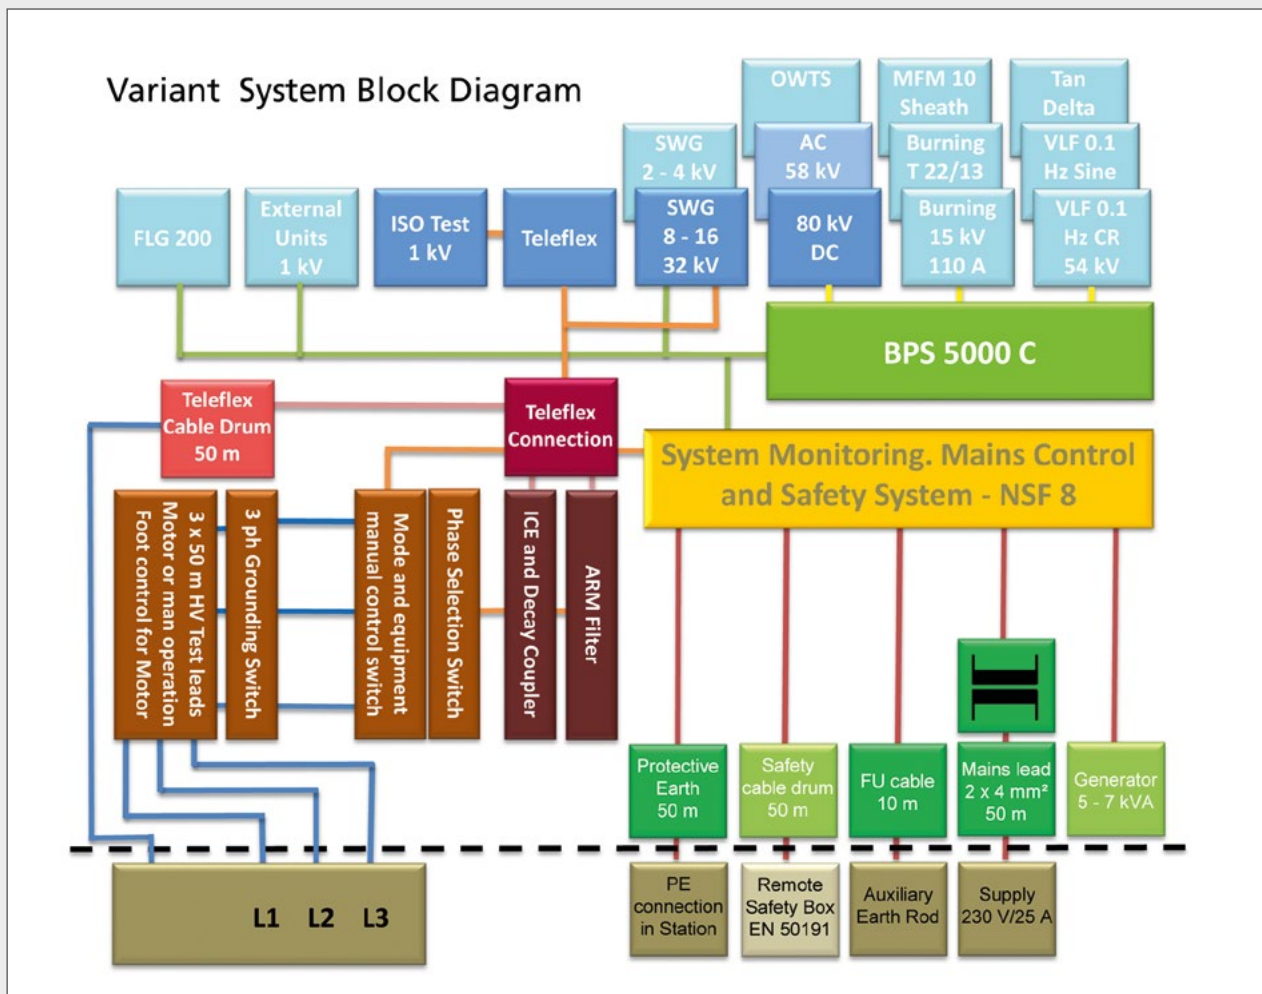 Variant System Block Diagram
OWTS
MFM 10
Sheath
Tan
Delta
SWG
2 - 4 kV
AC
58 kV
Burning
T 22/13
VLF 0.1
Hz Sine
FLG 200
External
Units
1 kV
ISO Test
1 kV
Teleflex
SWG
8 - 16
32 kV
80 kV
DC
Burning
15 kV
110 A
VLF 0.1
Hz CR
54 kV
BPS 5000 C
Teleflex
Cable Drum
50 m
Teleflex
Connection
System Monitoring. Mains Control
and Safety System - NSF 8
3 x 50 m HV Test leads
Motor or man operation
Foot control for Motor
3 ph Grounding Switch
Mode and equipment
manual control switch
Phase Selection Switch
ICE and Decay Coupler
ARM Filter
Protective
Earth
50 m
Safety
cable drum
50 m
FU cable
10 m
Mains lead
2 x 4 mm²
50 m
Generator
5 - 7 kVA
L1 L2 L3
PE
connection
in Station
Remote
Safety Box
EN 50191
Auxiliary
Earth Rod
Supply
230 V/25 A